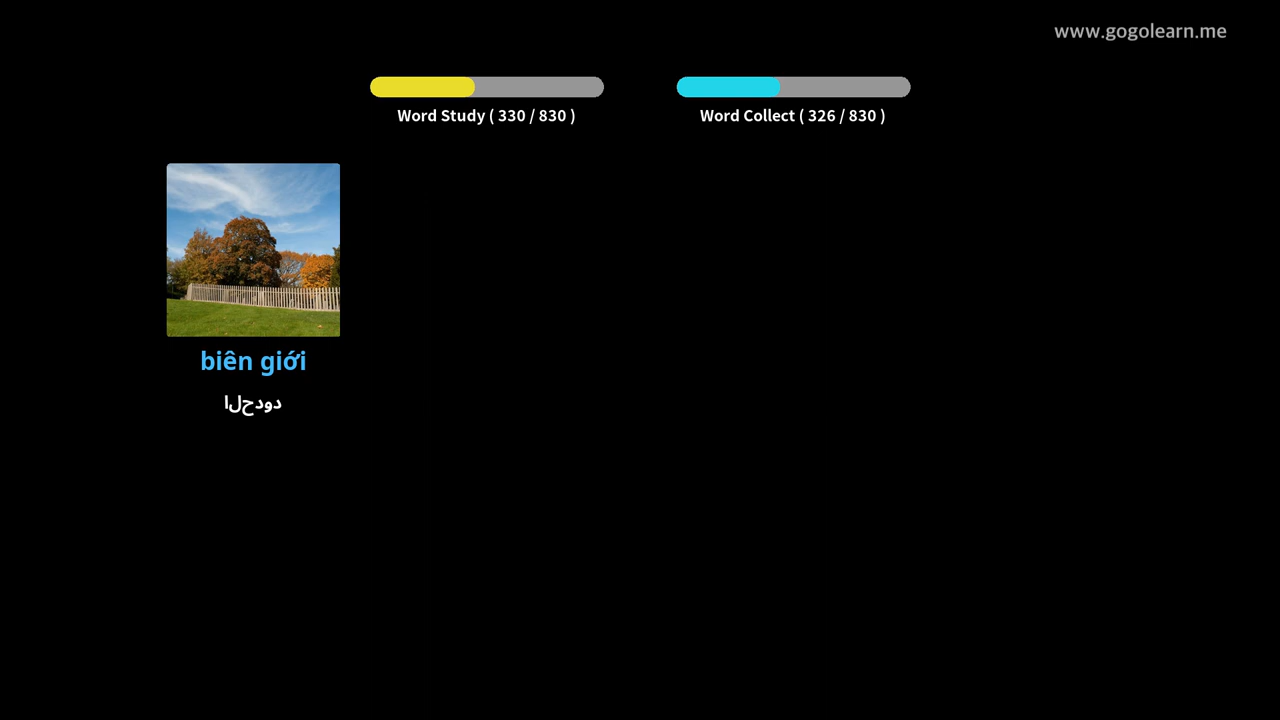 www.gogolearn.me
Word Study ( 330 / 830 )
Word Collect ( 326 / 830 )
biên giới
الحدود